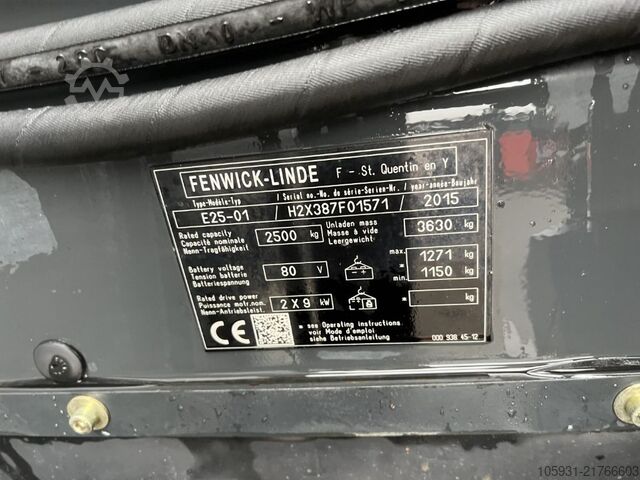 FENWICK-LINDE F - St. Quentin en Y
Type-Modele-Typ / Serial no.-No. de série-Serien-Nr. / year-année-Baujahr
E25-01 / H2X387F01571 / 2015
Rated capacity
Capacité nominale
Nenn-Tragfähigkeit
2500 kg
Unladen mass
Masse à vide
Leergewicht
3630 kg
Battery voltage
Tension batterie
Batteriespannung
80 V
max. 1271 kg
min. 1150 kg
Rated drive power
Puissance motr.nom.
Nenn-Antriebsleist.
2 X 9 kW
kg
CE
* see Operating instructions
voir Mode d'emploi
siehe Betriebsanleitung
000 938 45-12
105931-21766603